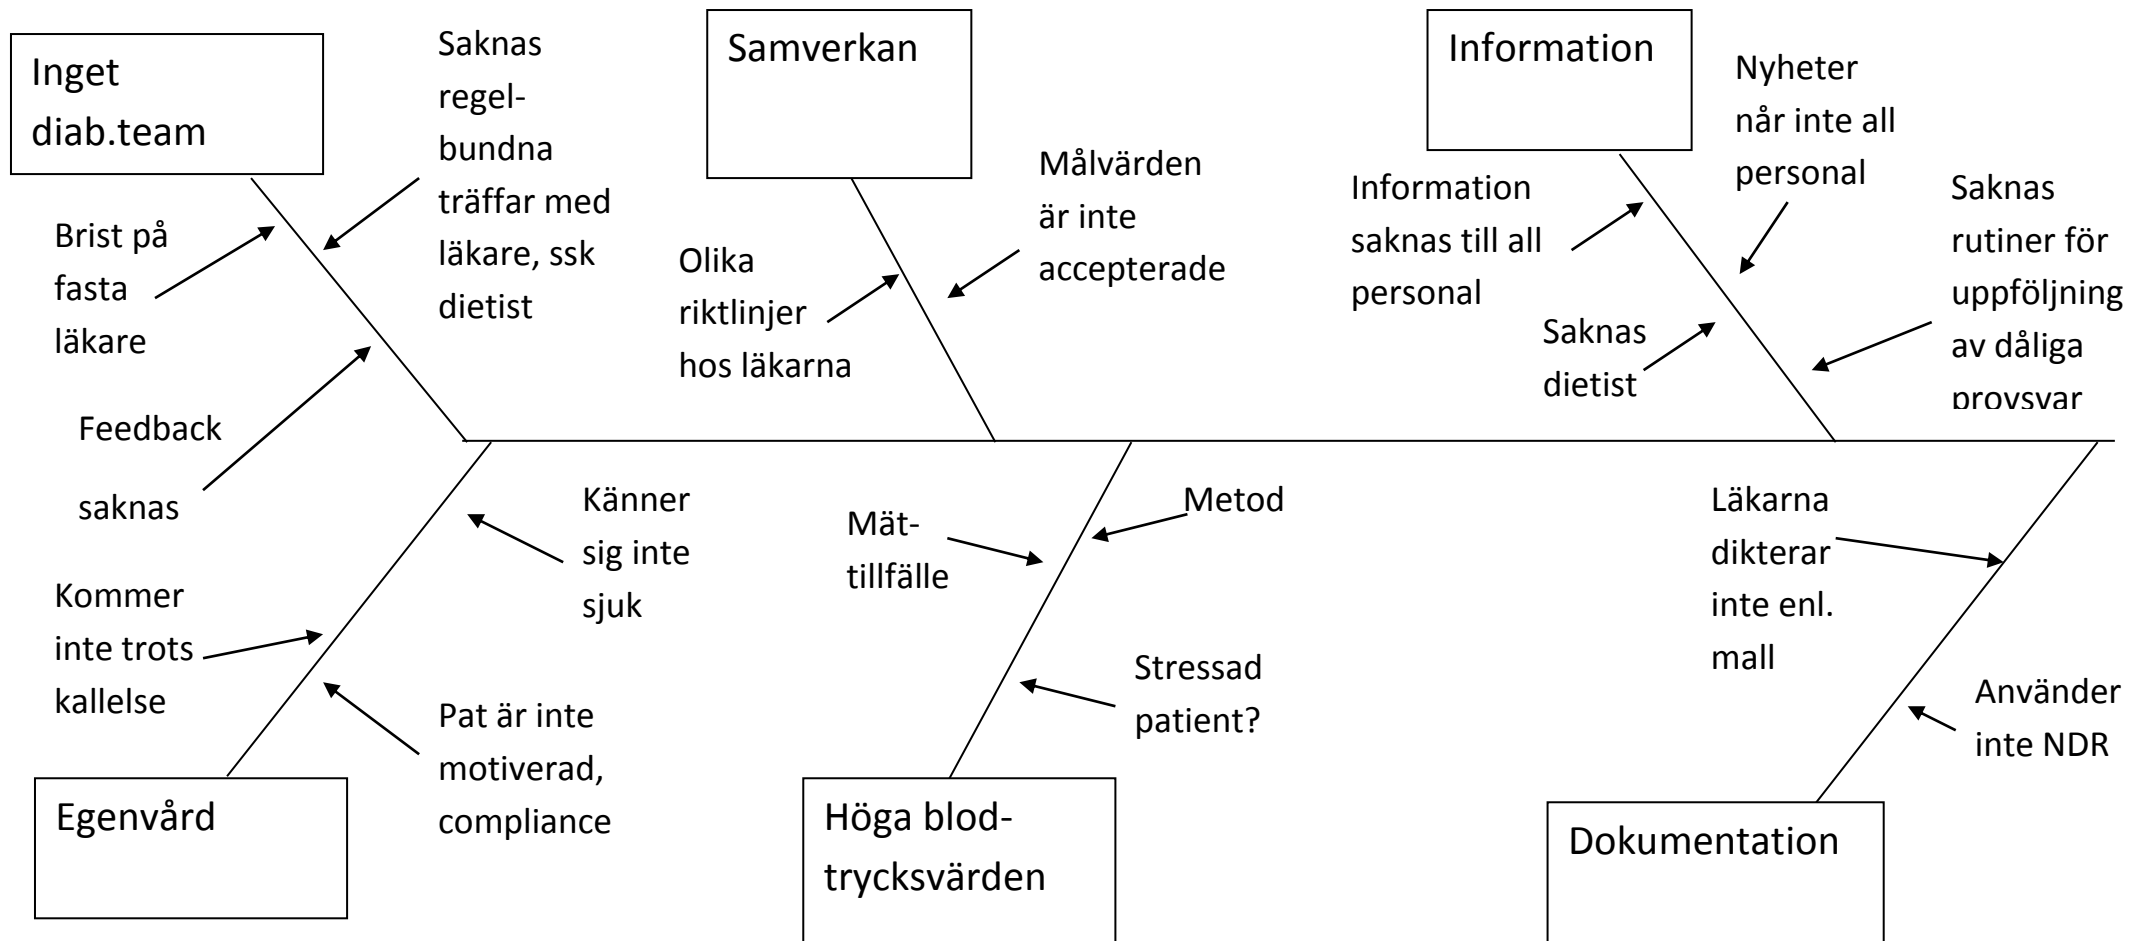 Inget
diab.team
Saknas
regel-
bundna
träffar med
läkare, ssk
dietist
Brist på
fasta
läkare
Feedback
saknas
Samverkan
Olika
riktlinjer
hos läkarna
Målvärden
är inte
accepterade
Information
Information
saknas till all
personal
Nyheter
når inte all
personal
Saknas
dietist
Saknas
rutiner för
uppföljning
av dåliga
provsvar
Känner
sig inte
sjuk
Kommer
inte trots
kallelse
Pat är inte
motiverad,
compliance
Egenvård
Mät-
tillfälle
Metod
Stressad
patient?
Höga blod-
trycksvärden
Läkarna
dikterar
inte enl.
mall
Använder
inte NDR
Dokumentation